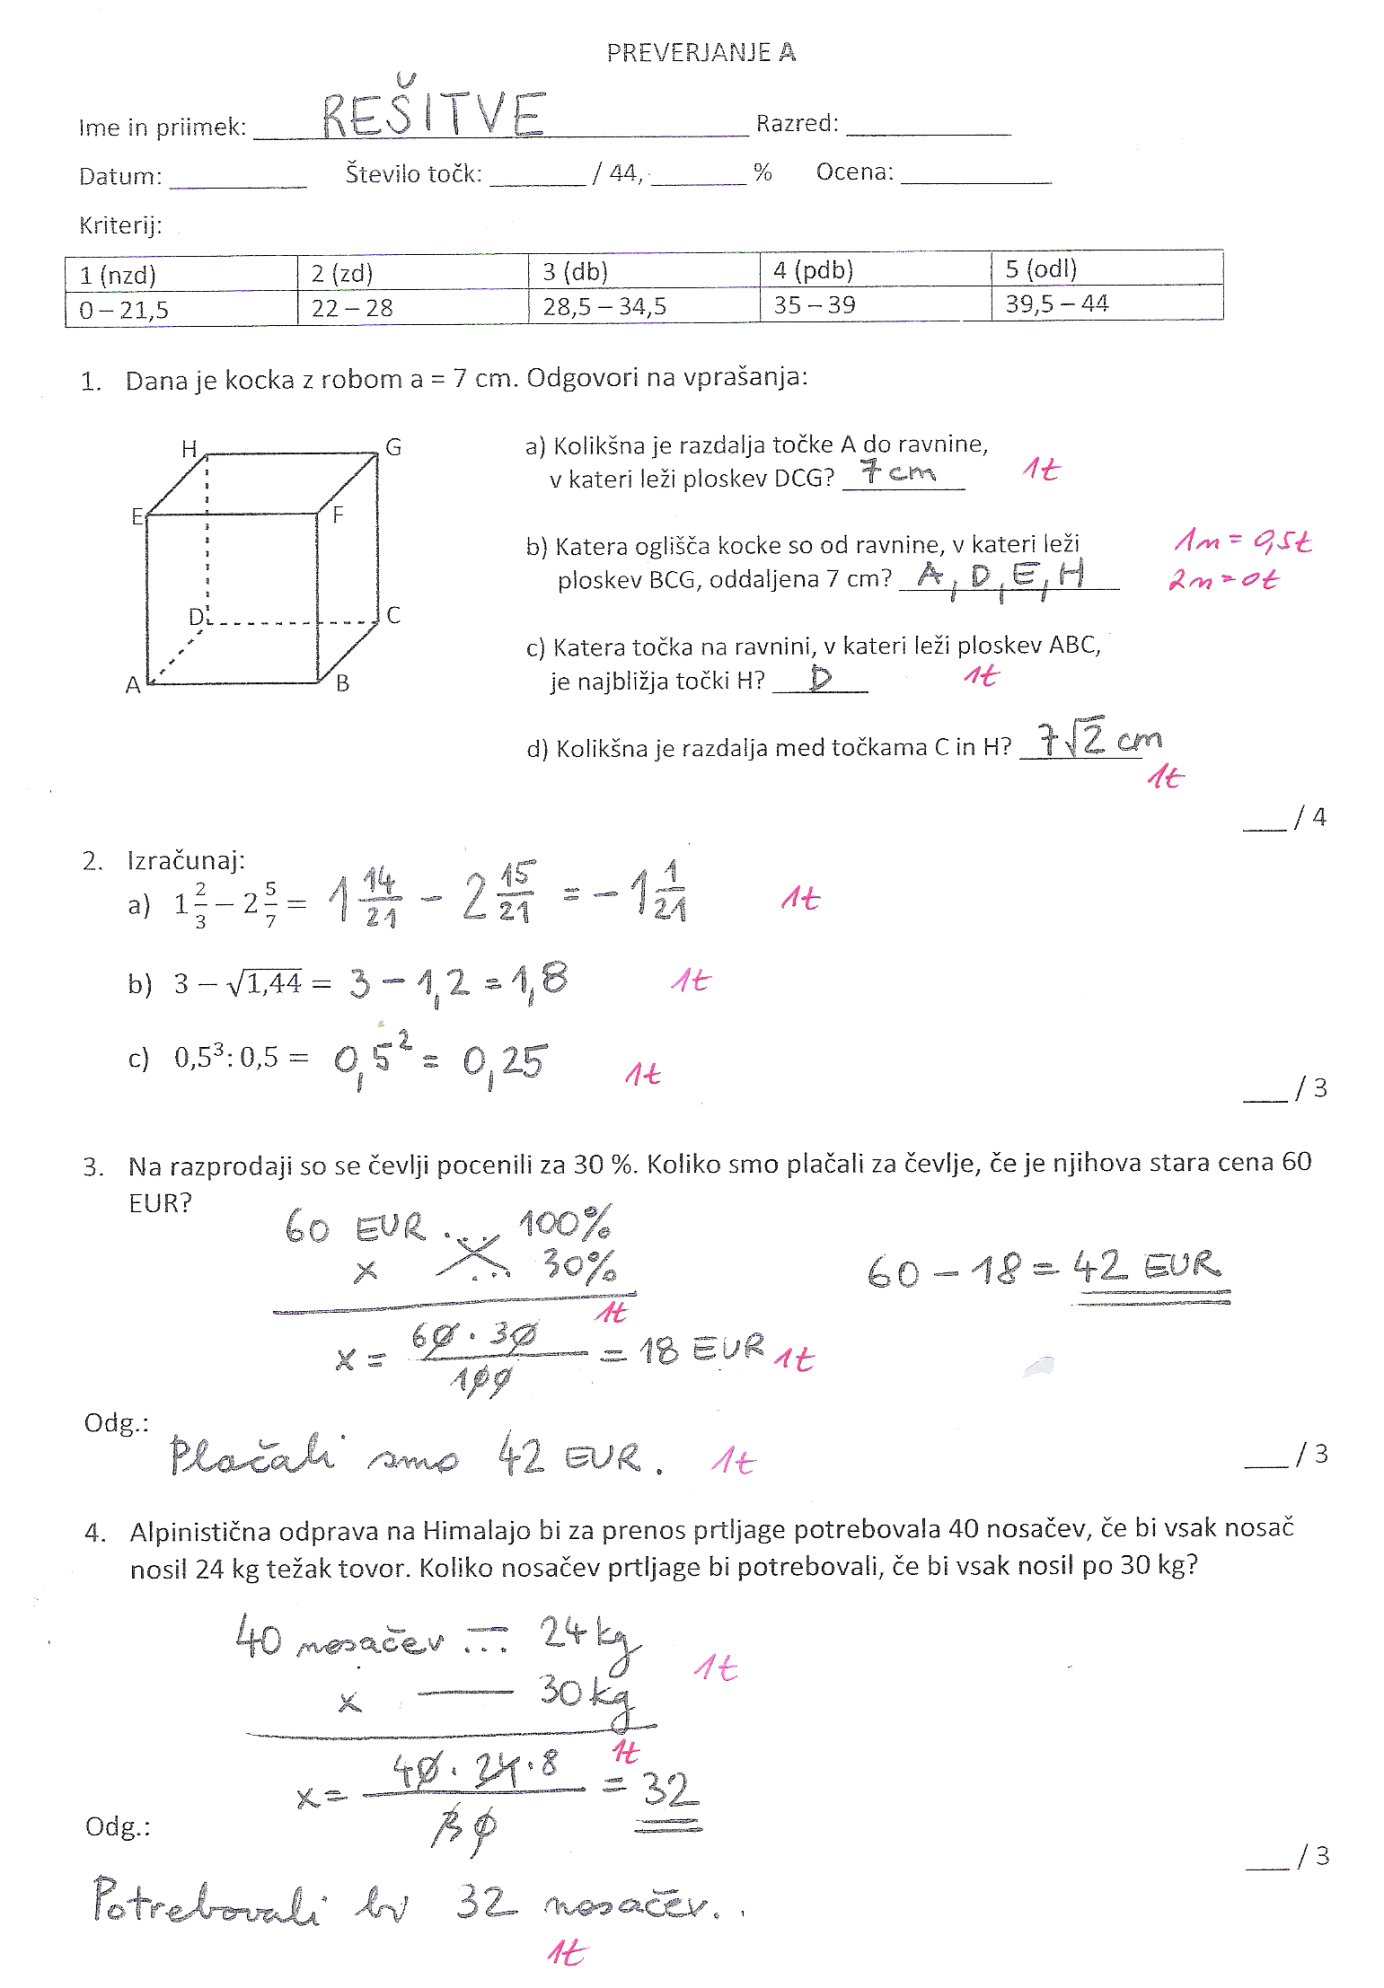 PREVERJANJE A
Ime in priimek: REŠITVE Razred:
Datum: Število točk: / 44, % Ocena:
Kriterij:
1 (nzd) 2 (zd) 3 (db) 4 (pdb) 5 (odl)
0 – 21,5 22 – 28 28,5 – 34,5 35 – 39 39,5 – 44
1. Dana je kocka z robom a = 7 cm. Odgovori na vprašanja:
H G E F D C A B
a) Kolikšna je razdalja točke A do ravnine,
v kateri leži ploskev DCG? 7 cm 1t
b) Katera oglišča kocke so od ravnine, v kateri leži 1n = 0,5t
ploskev BCG, oddaljena 7 cm? A, D, E, H 2n = 0t
c) Katera točka na ravnini, v kateri leži ploskev ABC,
je najbližja točki H? D 1t
d) Kolikšna je razdalja med točkama C in H? 7√2 cm
1t
/ 4
2. Izračunaj:
a) 1 2/3 – 2 5/7 = 1 14/21 – 2 15/21 = – 1 1/21 1t
b) 3 – √1,44 = 3 – 1,2 = 1,8 1t
c) 0,5³ : 0,5 = 0,5² = 0,25 1t
/ 3
3. Na razprodaji so se čevlji pocenili za 30 %. Koliko smo plačali za čevlje, če je njihova stara cena 60
EUR?
60 EUR ... 100%
x ... 30% 60 – 18 = 42 EUR
1t
x = 60 · 30 / 100 = 18 EUR 1t
Odg.:
Plačali smo 42 EUR. 1t
/ 3
4. Alpinistična odprava na Himalajo bi za prenos prtljage potrebovala 40 nosačev, če bi vsak nosač
nosil 24 kg težak tovor. Koliko nosačev prtljage bi potrebovali, če bi vsak nosil po 30 kg?
40 nosačev ... 24 kg
1t
x — 30 kg
1t
x = 40 · 24 · 8 / 30 = 32
Odg.:
/ 3
Potrebovali bi 32 nosačev.
1t